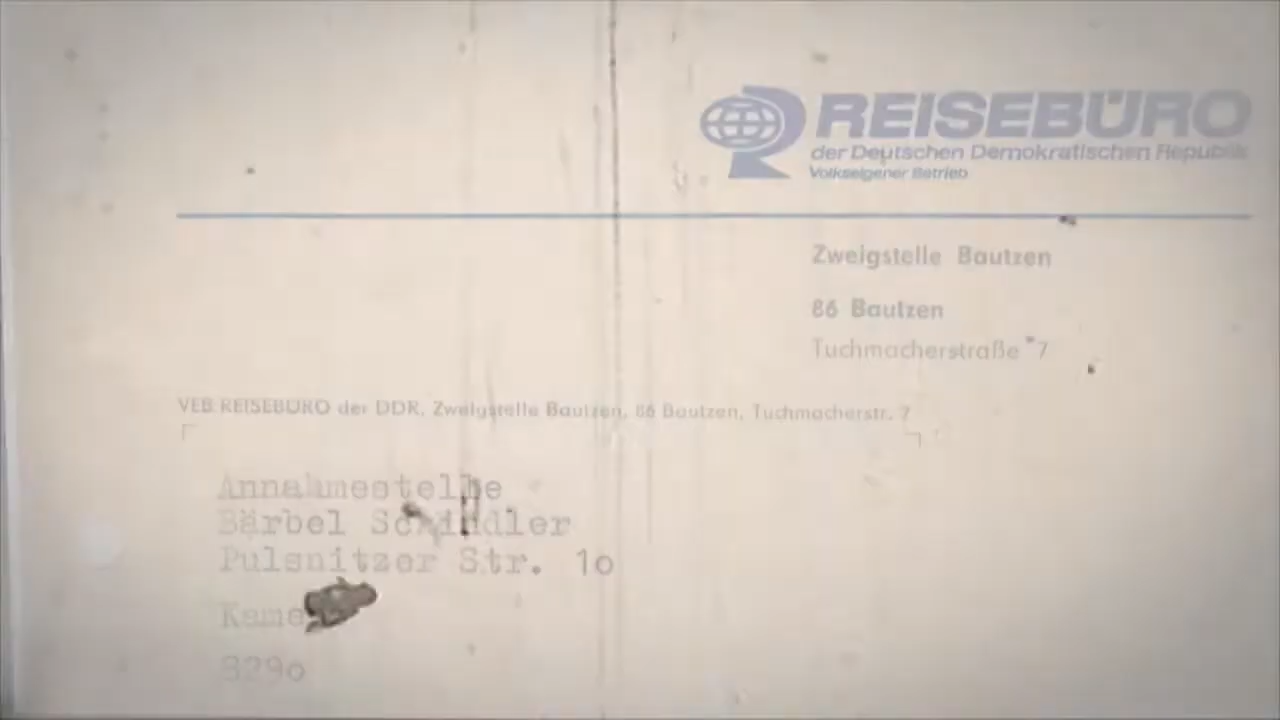 REISEBÜRO
der Deutschen Demokratischen Republik
Volkseigener Betrieb
Zweigstelle Bautzen
86 Bautzen
Tuchmacherstraße 7
VEB REISEBÜRO der DDR, Zweigstelle Bautzen, 86 Bautzen, Tuchmacherstr. 7
Annahmestelle
Bärbel Schindler
Pulsnitzer Str. 1o
829o